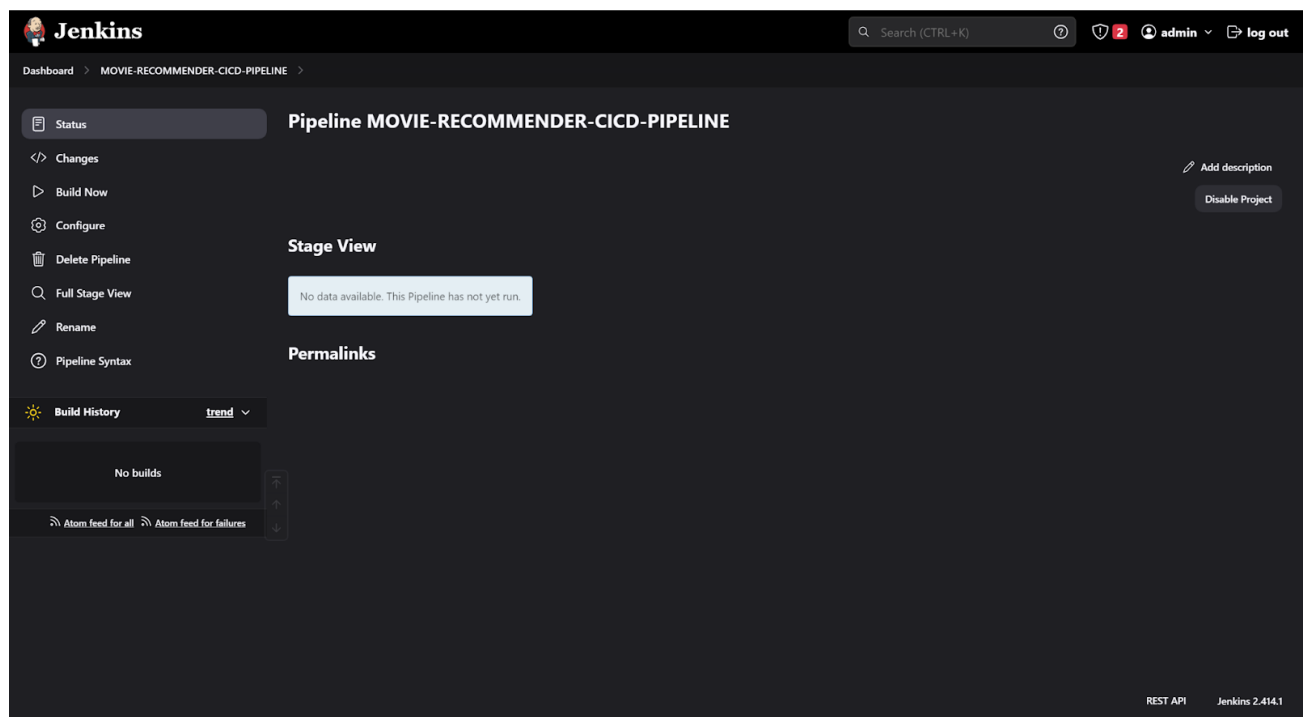 Jenkins
Search (CTRL+K)
2
admin
log out
Dashboard
MOVIE-RECOMMENDER-CICD-PIPELINE
Status
Changes
Build Now
Configure
Delete Pipeline
Full Stage View
Rename
Pipeline Syntax
Build History
trend
No builds
Atom feed for all
Atom feed for failures
Pipeline MOVIE-RECOMMENDER-CICD-PIPELINE
Add description
Disable Project
Stage View
No data available. This Pipeline has not yet run.
Permalinks
REST API
Jenkins 2.414.1